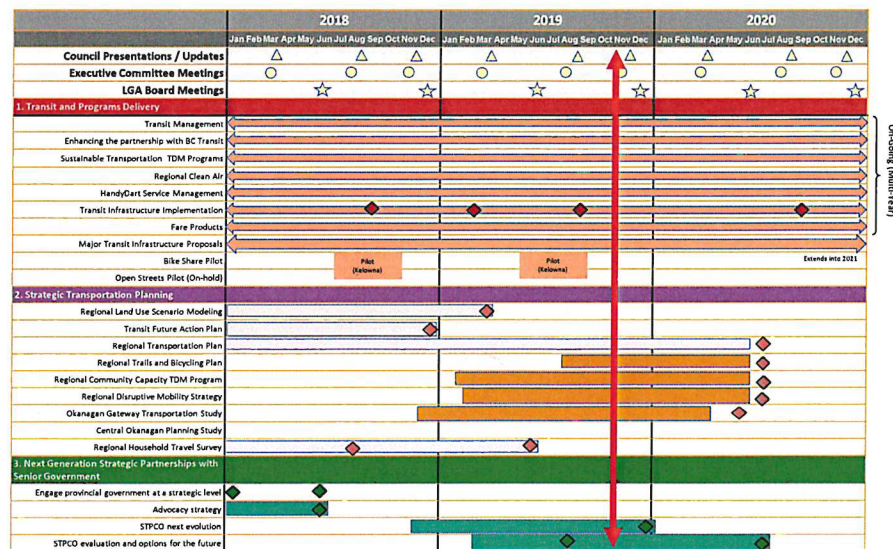 2018 2019 2020
Jan Feb Mar Apr May Jun Jul Aug Sep Oct Nov Dec Jan Feb Mar Apr May Jun Jul Aug Sep Oct Nov Dec Jan Feb Mar Apr May Jun Jul Aug Sep Oct Nov Dec
Council Presentations / Updates
Executive Committee Meetings
LGA Board Meetings
1. Transit and Programs Delivery
Transit Management
Enhancing the partnership with BC Transit
Sustainable Transportation TDM Programs
Regional Clean Air
HandyDart Service Management
Transit Infrastructure Implementation
Fare Products
On-Going (Multi-Year)
Major Transit Infrastructure Proposals
Bike Share Pilot
Pilot
(Kelowna)
Pilot
(Kelowna)
Extends into 2021
Open Streets Pilot (On-hold)
2. Strategic Transportation Planning
Regional Land Use Scenario Modeling
Transit Future Action Plan
Regional Transportation Plan
Regional Trails and Bicycling Plan
Regional Community Capacity TDM Program
Regional Disruptive Mobility Strategy
Okanagan Gateway Transportation Study
Central Okanagan Planning Study
Regional Household Travel Survey
3. Next Generation Strategic Partnerships with
Senior Government
Engage provincial government at a strategic level
Advocacy strategy
STPCO next evolution
STPCO evaluation and options for the future